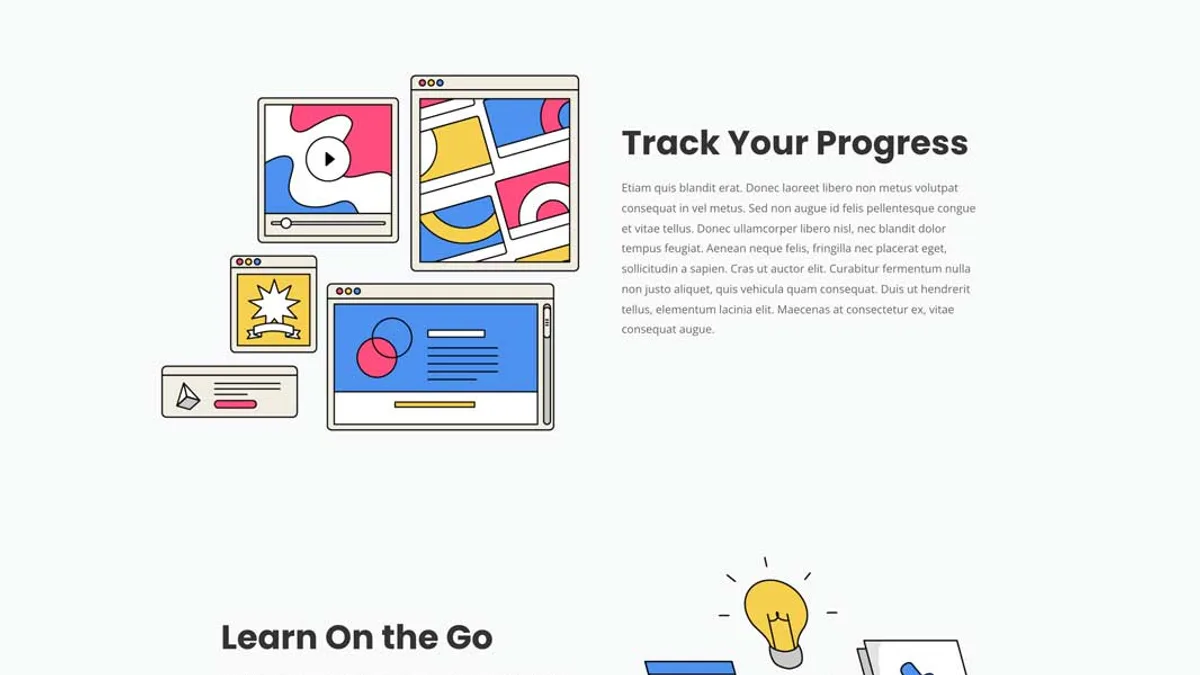 Track Your Progress
Etiam quis blandit erat. Donec laoreet libero non metus volutpat
consequat in vel metus. Sed non augue id felis pellentesque congue
et vitae tellus. Donec ullamcorper libero nisl, nec blandit dolor
tempus feugiat. Aenean neque felis, fringilla nec placerat eget,
sollicitudin a sapien. Cras ut auctor elit. Curabitur fermentum nulla
non justo aliquet, quis vehicula quam consequat. Duis ut hendrerit
tellus, elementum lacinia elit. Maecenas at consectetur ex, vitae
consequat augue.
Learn On the Go